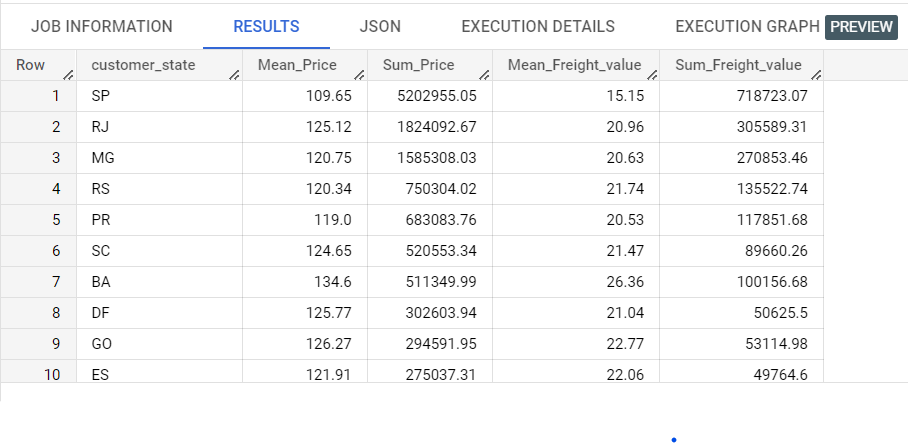 JOB INFORMATION RESULTS JSON EXECUTION DETAILS EXECUTION GRAPH PREVIEW
Row customer_state Mean_Price Sum_Price Mean_Freight_value Sum_Freight_value
1 SP 109.65 5202955.05 15.15 718723.07
2 RJ 125.12 1824092.67 20.96 305589.31
3 MG 120.75 1585308.03 20.63 270853.46
4 RS 120.34 750304.02 21.74 135522.74
5 PR 119.0 683083.76 20.53 117851.68
6 SC 124.65 520553.34 21.47 89660.26
7 BA 134.6 511349.99 26.36 100156.68
8 DF 125.77 302603.94 21.04 50625.5
9 GO 126.27 294591.95 22.77 53114.98
10 ES 121.91 275037.31 22.06 49764.6